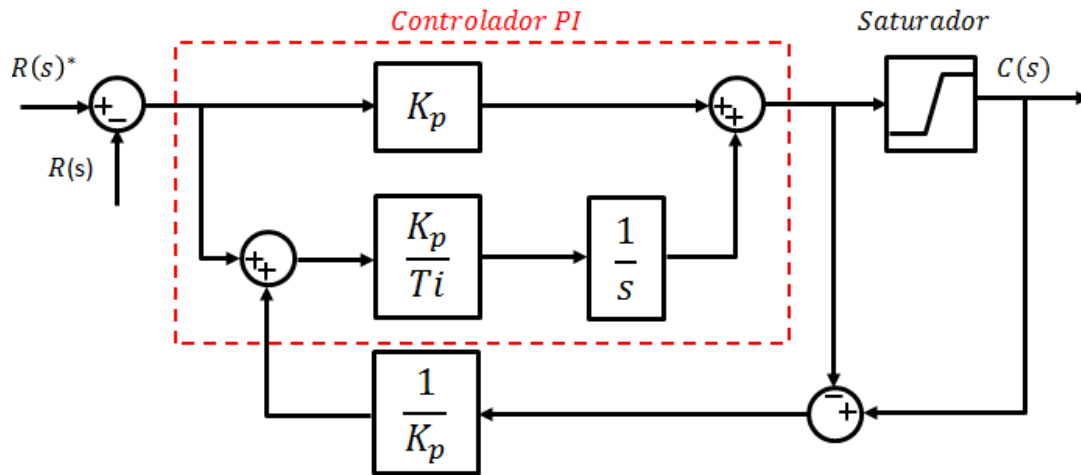 Controlador PI
Saturador
R(s)*
C(s)
+
−
K_p
+
+
R(s)
+
+
K_p
Ti
1
s
1
K_p
−
+